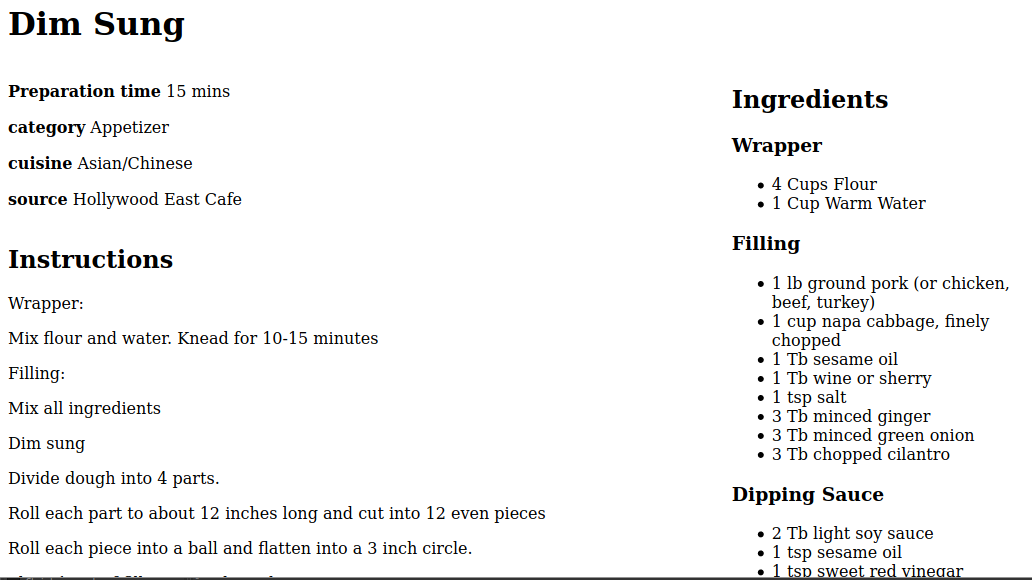 Dim Sung
Preparation time 15 mins
category Appetizer
cuisine Asian/Chinese
source Hollywood East Cafe
Instructions
Wrapper:
Mix flour and water. Knead for 10-15 minutes
Filling:
Mix all ingredients
Dim sung
Divide dough into 4 parts.
Roll each part to about 12 inches long and cut into 12 even pieces
Roll each piece into a ball and flatten into a 3 inch circle.
Ingredients
Wrapper
• 4 Cups Flour
• 1 Cup Warm Water
Filling
• 1 lb ground pork (or chicken,
beef, turkey)
• 1 cup napa cabbage, finely
chopped
• 1 Tb sesame oil
• 1 Tb wine or sherry
• 1 tsp salt
• 3 Tb minced ginger
• 3 Tb minced green onion
• 3 Tb chopped cilantro
Dipping Sauce
• 2 Tb light soy sauce
• 1 tsp sesame oil
• 1 tsp sweet red vinegar